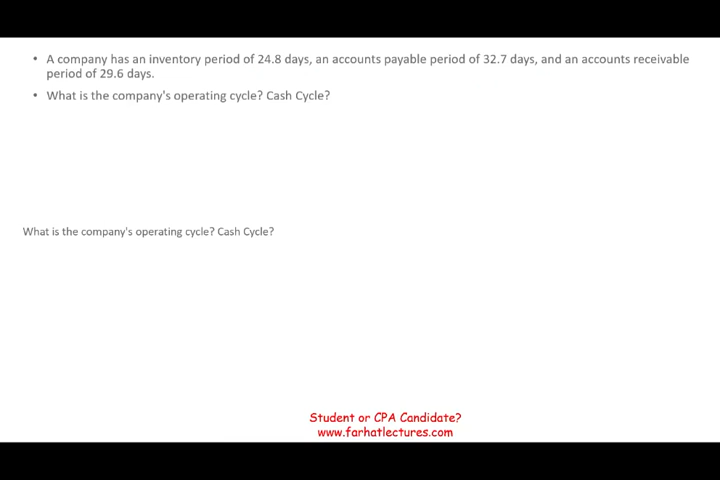 • A company has an inventory period of 24.8 days, an accounts payable period of 32.7 days, and an accounts receivable
period of 29.6 days.
• What is the company's operating cycle? Cash Cycle?
What is the company's operating cycle? Cash Cycle?
Student or CPA Candidate?
www.farhatlectures.com